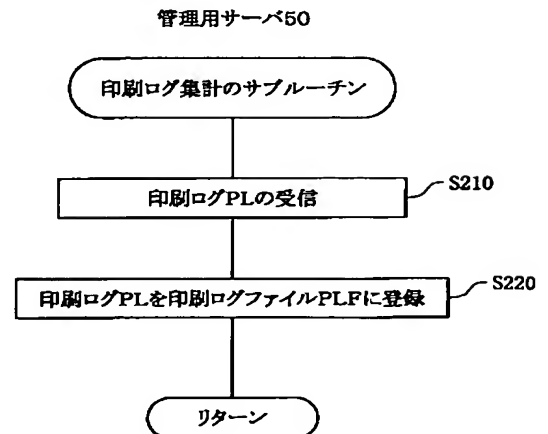 管理用サーバ50
印刷ログ集計のサブルーチン
印刷ログPLの受信
S210
印刷ログPLを印刷ログファイルPLFに登録
S220
リターン